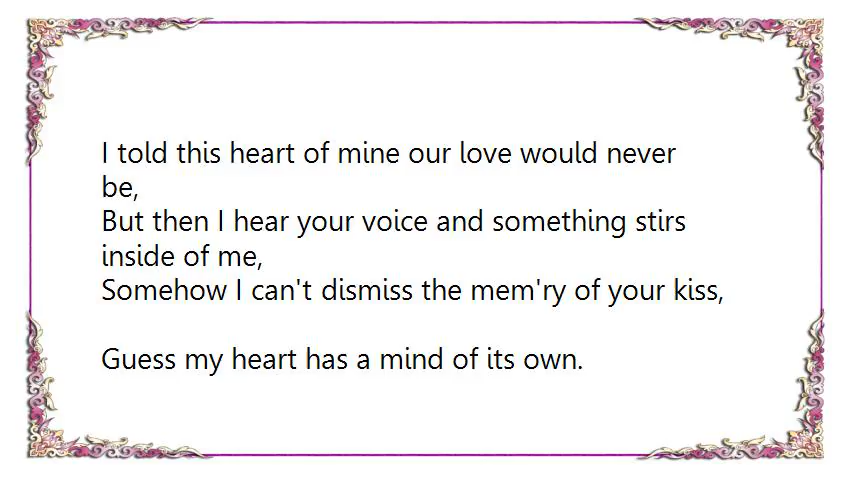 I told this heart of mine our love would never
be,
But then I hear your voice and something stirs
inside of me,
Somehow I can't dismiss the mem'ry of your kiss,
Guess my heart has a mind of its own.